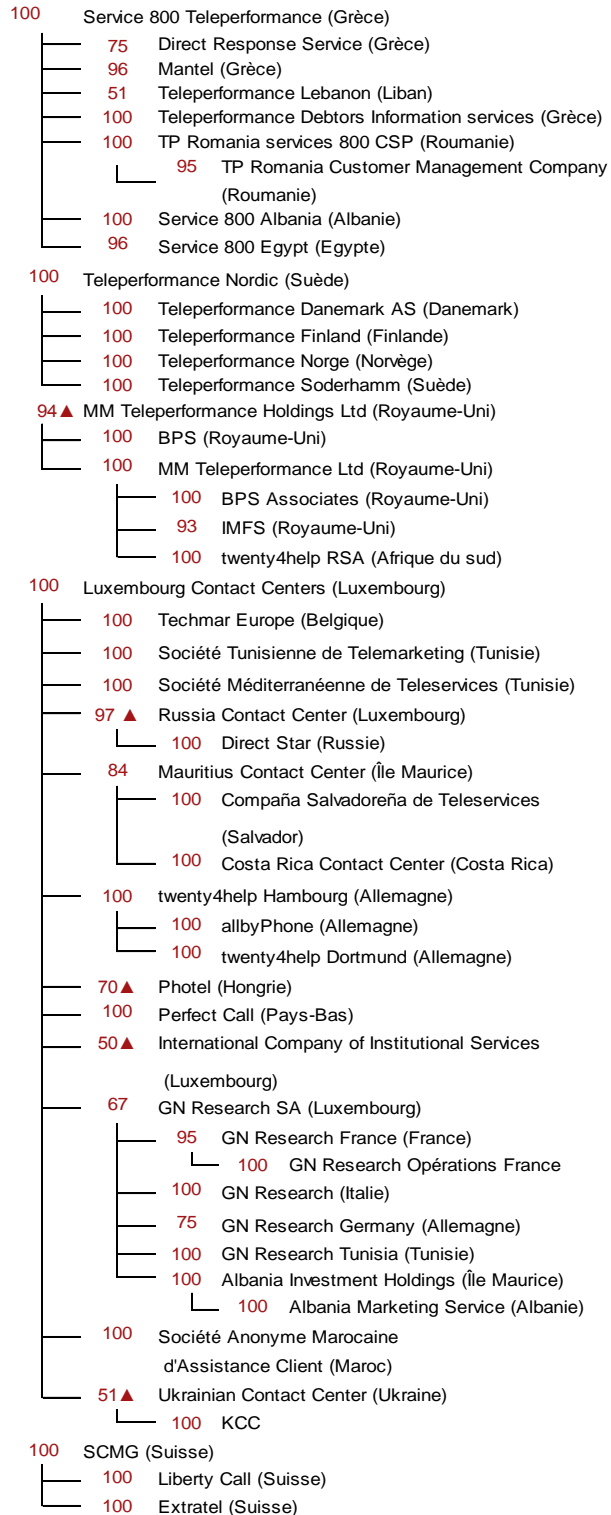 100 Service 800 Teleperformance (Grèce)
75 Direct Response Service (Grèce)
96 Mantel (Grèce)
51 Teleperformance Lebanon (Liban)
100 Teleperformance Debtors Information services (Grèce)
100 TP Romania services 800 CSP (Roumanie)
95 TP Romania Customer Management Company
(Roumanie)
100 Service 800 Albania (Albanie)
96 Service 800 Egypt (Egypte)
100 Teleperformance Nordic (Suède)
100 Teleperformance Danemark AS (Danemark)
100 Teleperformance Finland (Finlande)
100 Teleperformance Norge (Norvège)
100 Teleperformance Soderhamm (Suède)
94▲ MM Teleperformance Holdings Ltd (Royaume-Uni)
100 BPS (Royaume-Uni)
100 MM Teleperformance Ltd (Royaume-Uni)
100 BPS Associates (Royaume-Uni)
93 IMFS (Royaume-Uni)
100 twenty4help RSA (Afrique du sud)
100 Luxembourg Contact Centers (Luxembourg)
100 Techmar Europe (Belgique)
100 Société Tunisienne de Telemarketing (Tunisie)
100 Société Méditerranéenne de Teleservices (Tunisie)
97 ▲ Russia Contact Center (Luxembourg)
100 Direct Star (Russie)
84 Mauritius Contact Center (Île Maurice)
100 Compaña Salvadoreña de Teleservices
(Salvador)
100 Costa Rica Contact Center (Costa Rica)
100 twenty4help Hambourg (Allemagne)
100 allbyPhone (Allemagne)
100 twenty4help Dortmund (Allemagne)
70▲ Photel (Hongrie)
100 Perfect Call (Pays-Bas)
50▲ International Company of Institutional Services
(Luxembourg)
67 GN Research SA (Luxembourg)
95 GN Research France (France)
100 GN Research Opérations France
100 GN Research (Italie)
75 GN Research Germany (Allemagne)
100 GN Research Tunisia (Tunisie)
100 Albania Investment Holdings (Île Maurice)
100 Albania Marketing Service (Albanie)
100 Société Anonyme Marocaine
d'Assistance Client (Maroc)
51▲ Ukrainian Contact Center (Ukraine)
100 KCC
100 SCMG (Suisse)
100 Liberty Call (Suisse)
100 Extratel (Suisse)